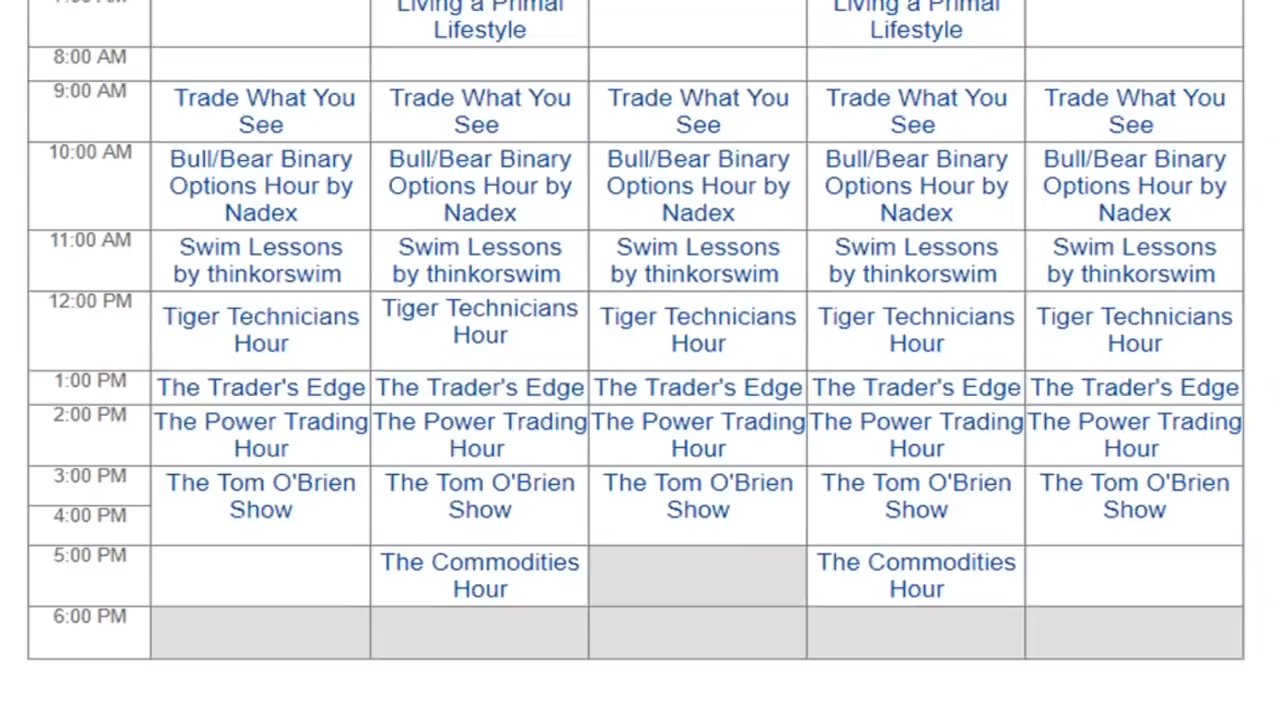 Living a Primal
Lifestyle
Living a Primal
Lifestyle
8:00 AM
9:00 AM
Trade What You
See
Trade What You
See
Trade What You
See
Trade What You
See
Trade What You
See
10:00 AM
Bull/Bear Binary
Options Hour by
Nadex
Bull/Bear Binary
Options Hour by
Nadex
Bull/Bear Binary
Options Hour by
Nadex
Bull/Bear Binary
Options Hour by
Nadex
Bull/Bear Binary
Options Hour by
Nadex
11:00 AM
Swim Lessons
by thinkorswim
Swim Lessons
by thinkorswim
Swim Lessons
by thinkorswim
Swim Lessons
by thinkorswim
Swim Lessons
by thinkorswim
12:00 PM
Tiger Technicians
Hour
Tiger Technicians
Hour
Tiger Technicians
Hour
Tiger Technicians
Hour
Tiger Technicians
Hour
1:00 PM
The Trader's Edge
The Trader's Edge
The Trader's Edge
The Trader's Edge
The Trader's Edge
2:00 PM
The Power Trading
Hour
The Power Trading
Hour
The Power Trading
Hour
The Power Trading
Hour
The Power Trading
Hour
3:00 PM
The Tom O'Brien
Show
The Tom O'Brien
Show
The Tom O'Brien
Show
The Tom O'Brien
Show
The Tom O'Brien
Show
4:00 PM
5:00 PM
The Commodities
Hour
The Commodities
Hour
6:00 PM